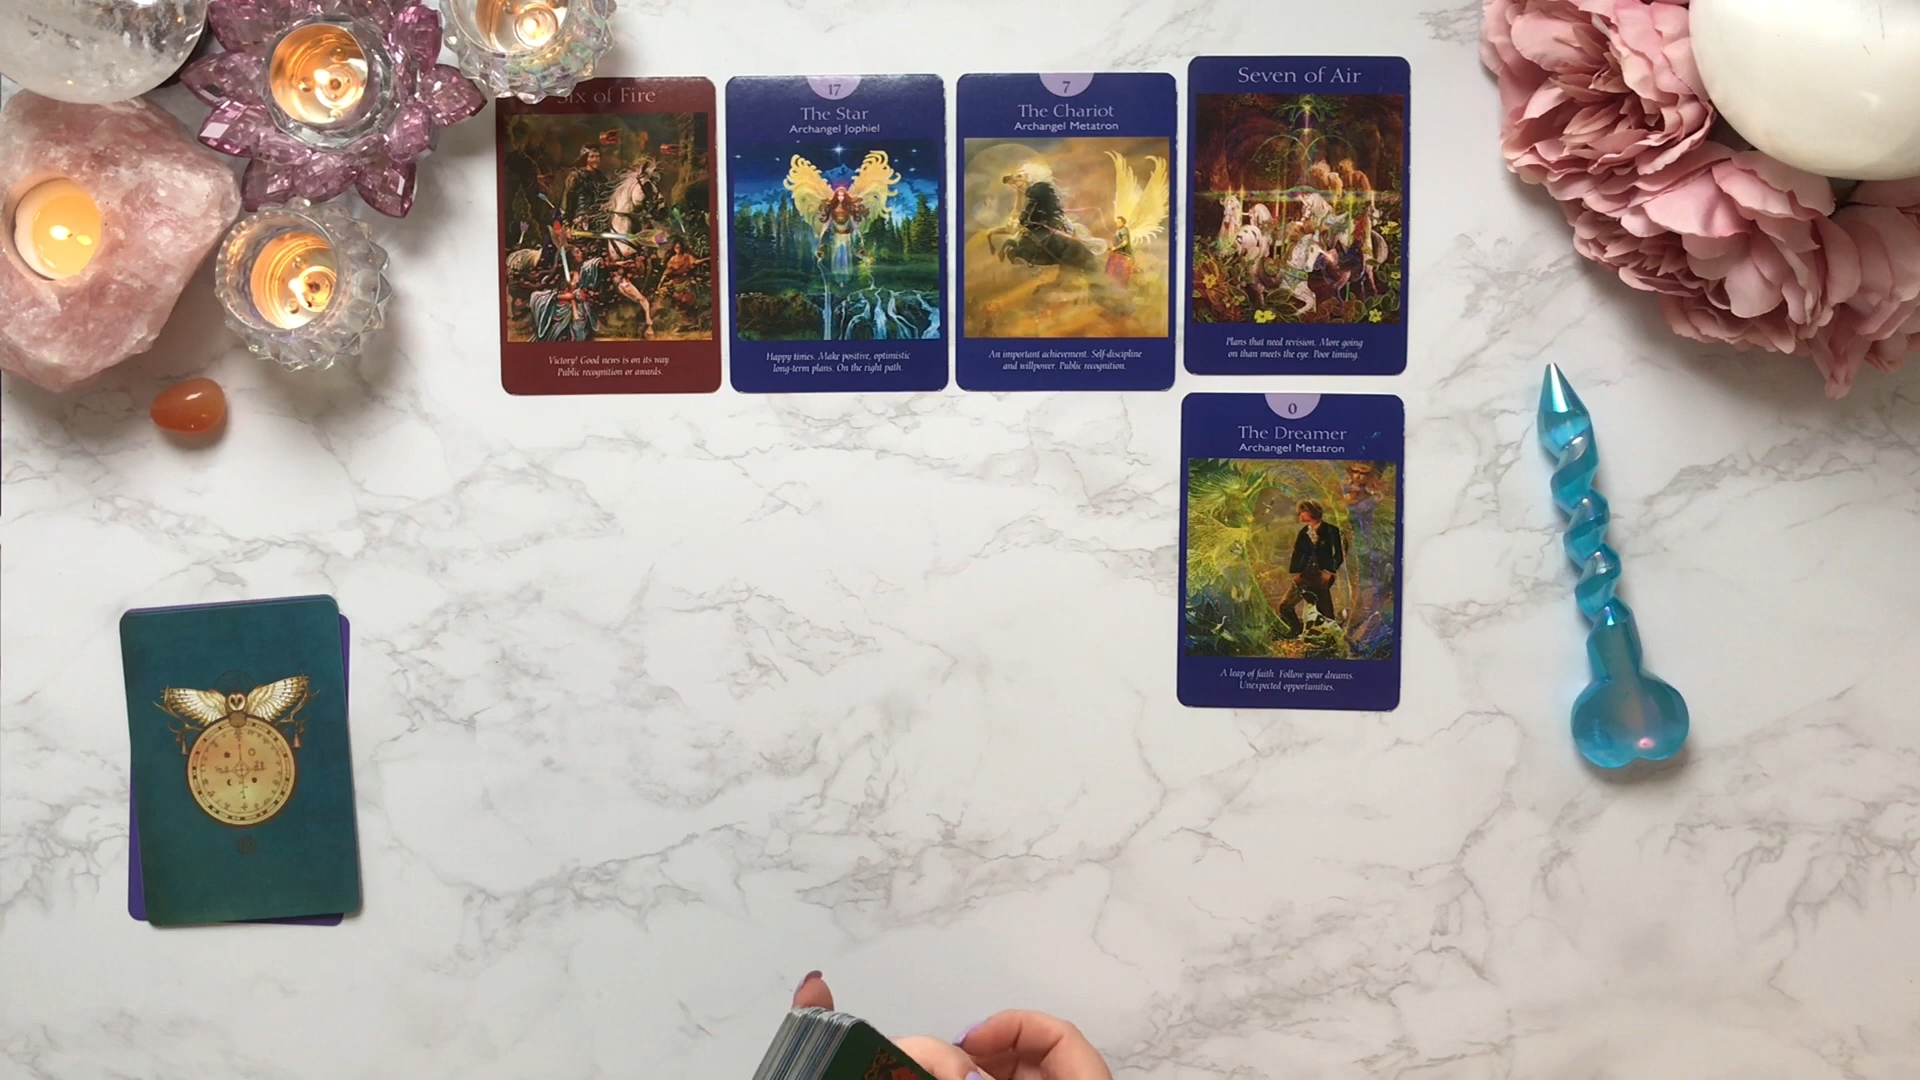 Six of Fire
Victory! Good news is on its way.
Public recognition or awards.
17
The Star
Archangel Jophiel
Happy times. Make positive, optimistic
long-term plans. On the right path.
7
The Chariot
Archangel Metatron
An important achievement. Self-discipline
and willpower. Public recognition.
Seven of Air
Plans that need revision. More going
on than meets the eye. Poor timing.
0
The Dreamer
Archangel Metatron
A leap of faith. Follow your dreams.
Unexpected opportunities.